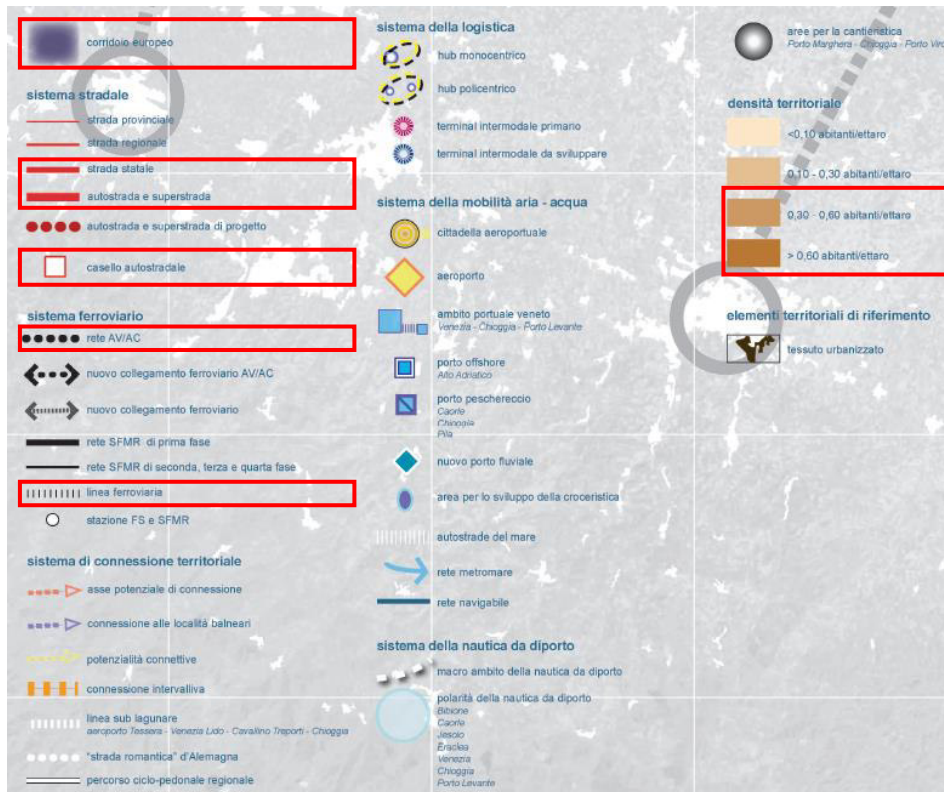 corridoio europeo
sistema stradale
strada provinciale
strada regionale
strada statale
autostrada e superstrada
autostrada e superstrada di progetto
casello autostradale
sistema ferroviario
rete AV/AC
nuovo collegamento ferroviario AV/AC
nuovo collegamento ferroviario
rete SFMR di prima fase
rete SFMR di seconda, terza e quarta fase
linea ferroviaria
stazione FS e SFMR
sistema di connessione territoriale
asse potenziale di connessione
connessione alle località balneari
potenzialità connettive
connessione intervalliva
linea sub lagunare
aeroporto Tessera - Venezia Lido - Cavallino Treporti - Chioggia
"strada romantica" d'Alemagna
percorso ciclo-pedonale regionale
sistema della logistica
hub monocentrico
hub policentrico
terminal intermodale primario
terminal intermodale da sviluppare
sistema della mobilità aria - acqua
cittadella aeroportuale
aeroporto
ambito portuale veneto
Venezia - Chioggia - Porto Levante
porto offshore
Alto Adriatico
porto peschereccio
Caorle
Chioggia
Pila
nuovo porto fluviale
area per lo sviluppo della croceristica
autostrade del mare
rete metromare
rete navigabile
sistema della nautica da diporto
macro ambito della nautica da diporto
polarità della nautica da diporto
Bibione
Caorle
Jesolo
Eraclea
Venezia
Chioggia
Porto Levante
aree per la cantieristica
Porto Marghera - Chioggia - Porto Viro
densità territoriale
<0,10 abitanti/ettaro
0,10 - 0,30 abitanti/ettaro
0,30 - 0,60 abitanti/ettaro
> 0,60 abitanti/ettaro
elementi territoriali di riferimento
tessuto urbanizzato